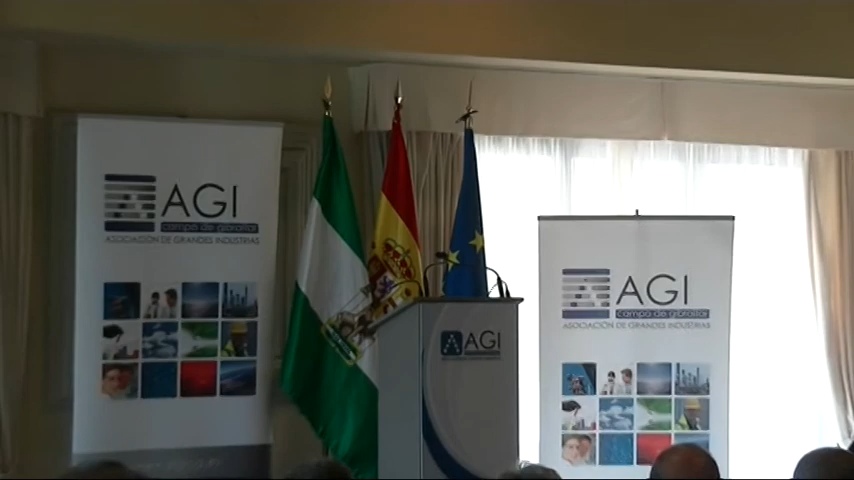 AGI
campo de gibraltar
ASOCIACIÓN DE GRANDES INDUSTRIAS
AGI
AGI
campo de gibraltar
ASOCIACIÓN DE GRANDES INDUSTRIAS